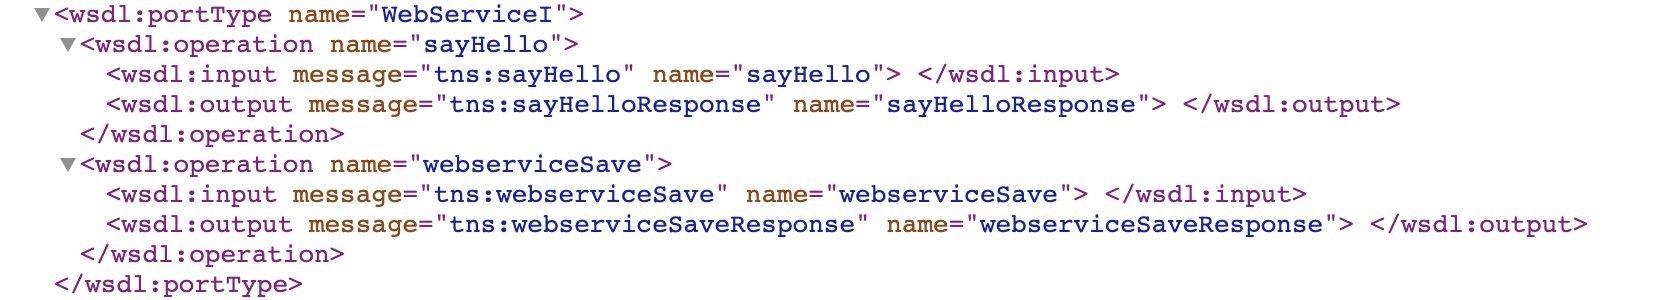 ▼<wsdl:portType name="WebServiceI">
▼<wsdl:operation name="sayHello">
<wsdl:input message="tns:sayHello" name="sayHello"> </wsdl:input>
<wsdl:output message="tns:sayHelloResponse" name="sayHelloResponse"> </wsdl:output>
</wsdl:operation>
▼<wsdl:operation name="webserviceSave">
<wsdl:input message="tns:webserviceSave" name="webserviceSave"> </wsdl:input>
<wsdl:output message="tns:webserviceSaveResponse" name="webserviceSaveResponse"> </wsdl:output>
</wsdl:operation>
</wsdl:portType>